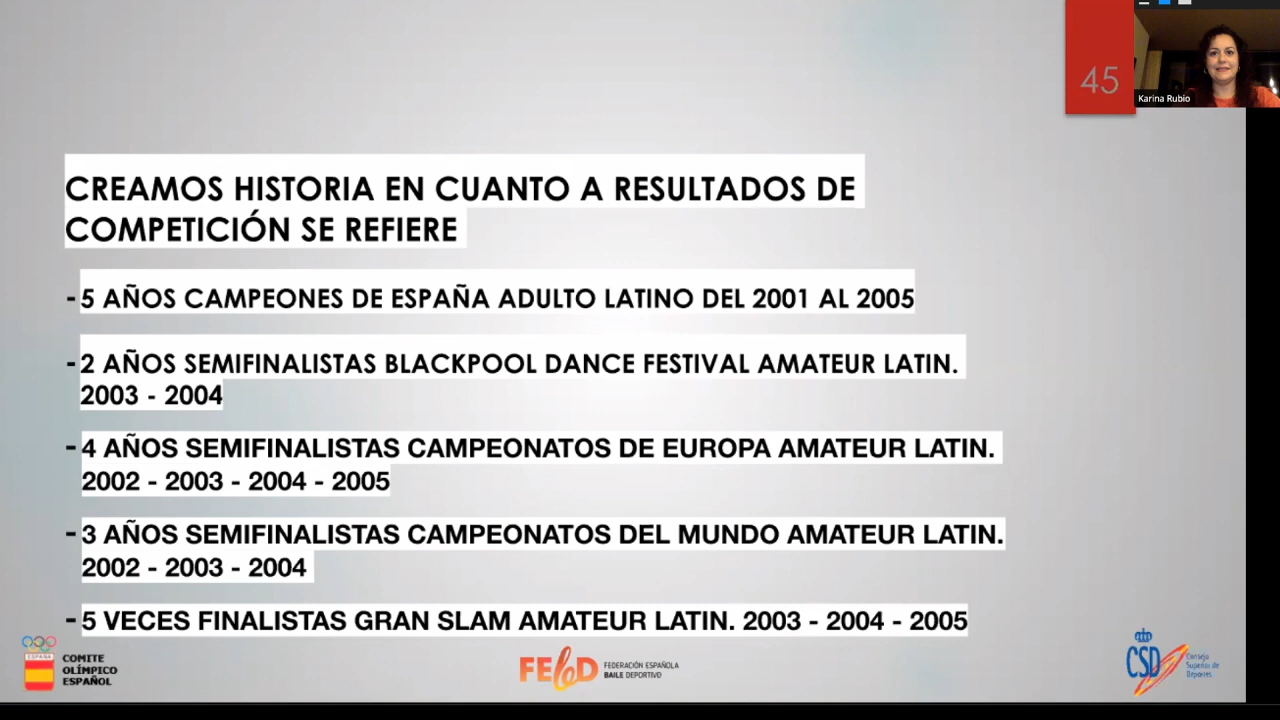 45
Karina Rubio
CREAMOS HISTORIA EN CUANTO A RESULTADOS DE
COMPETICIÓN SE REFIERE
- 5 AÑOS CAMPEONES DE ESPAÑA ADULTO LATINO DEL 2001 AL 2005
- 2 AÑOS SEMIFINALISTAS BLACKPOOL DANCE FESTIVAL AMATEUR LATIN.
2003 - 2004
- 4 AÑOS SEMIFINALISTAS CAMPEONATOS DE EUROPA AMATEUR LATIN.
2002 - 2003 - 2004 - 2005
- 3 AÑOS SEMIFINALISTAS CAMPEONATOS DEL MUNDO AMATEUR LATIN.
2002 - 2003 - 2004
- 5 VECES FINALISTAS GRAN SLAM AMATEUR LATIN. 2003 - 2004 - 2005
ESPAÑA
COMITE
OLÍMPICO
ESPAÑOL
FEbD
FEDERACIÓN ESPAÑOLA
BAILE DEPORTIVO
CSD
Consejo
Superior de
Deportes